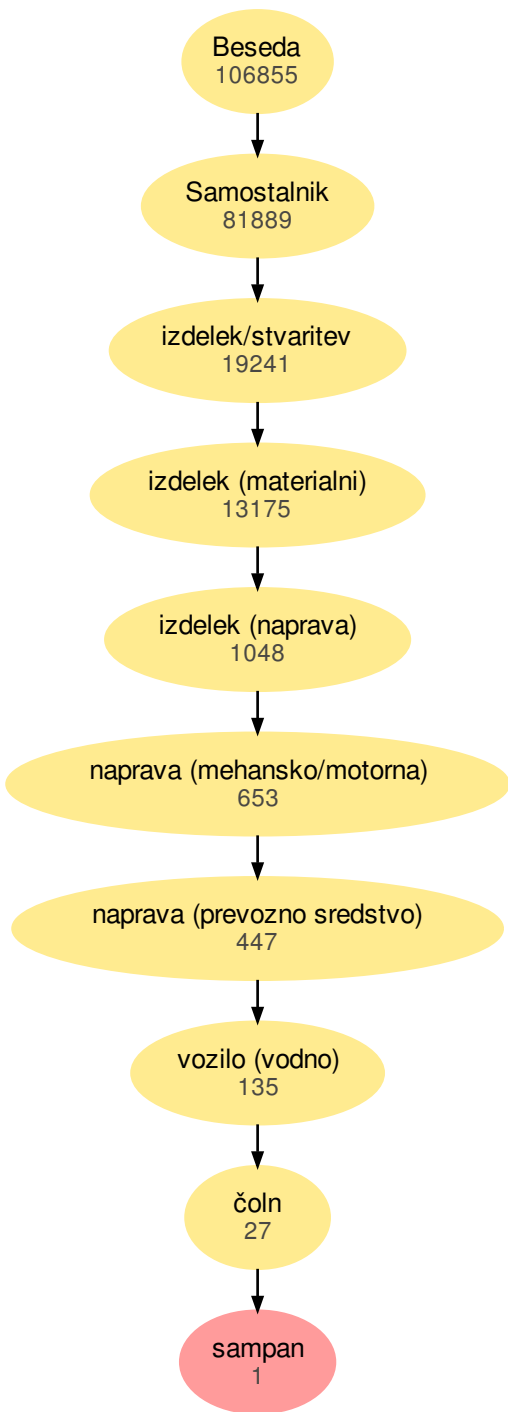 Beseda
106855
Samostalnik
81889
izdelek/stvaritev
19241
izdelek (materialni)
13175
izdelek (naprava)
1048
naprava (mehansko/motorna)
653
naprava (prevozno sredstvo)
447
vozilo (vodno)
135
čoln
27
sampan
1